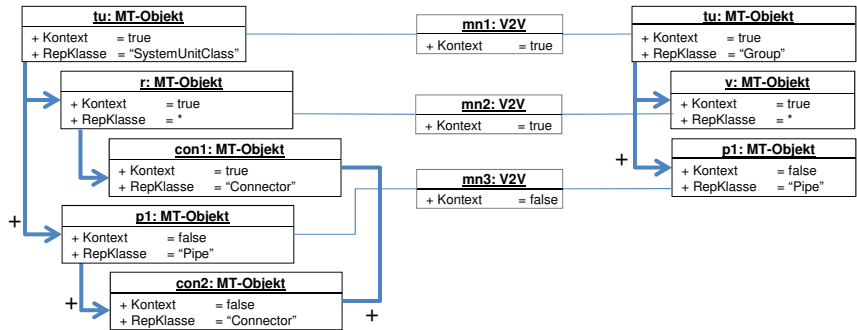 tu: MT-Objekt
+ Kontext = true
+ RepKlasse = “SystemUnitClass”
mn1: V2V
+ Kontext = true
tu: MT-Objekt
+ Kontext = true
+ RepKlasse = “Group”
r: MT-Objekt
+ Kontext = true
+ RepKlasse = *
mn2: V2V
+ Kontext = true
v: MT-Objekt
+ Kontext = true
+ RepKlasse = *
con1: MT-Objekt
+ Kontext = true
+ RepKlasse = “Connector”
mn3: V2V
+ Kontext = false
+
p1: MT-Objekt
+ Kontext = false
+ RepKlasse = “Pipe”
+
p1: MT-Objekt
+ Kontext = false
+ RepKlasse = “Pipe”
+
con2: MT-Objekt
+ Kontext = false
+ RepKlasse = “Connector”
+